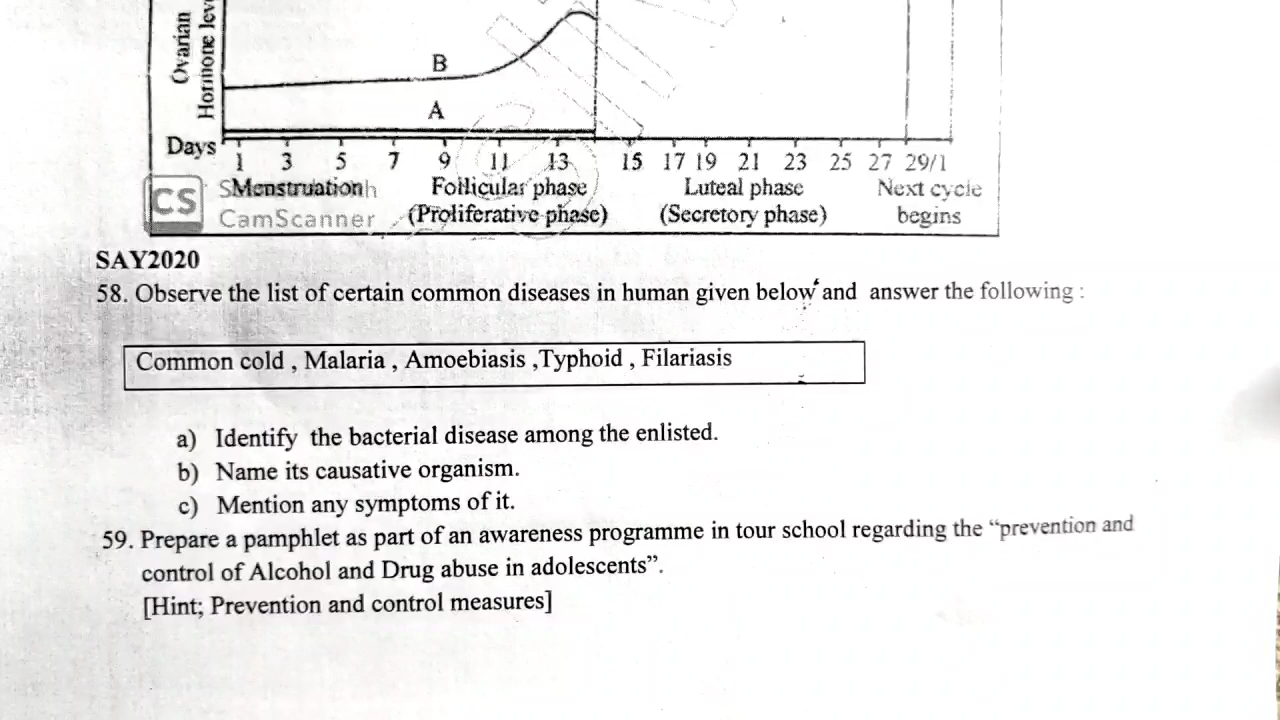 Ovarian
Hormone lev
B
A
Days
1 3 5 7 9 11 13 15 17 19 21 23 25 27 29/1
Menstruation Follicular phase Luteal phase Next cycle
(Proliferative phase) (Secretory phase) begins
CS
CamScanner
SAY2020
58. Observe the list of certain common diseases in human given below and answer the following :
Common cold , Malaria , Amoebiasis ,Typhoid , Filariasis
a) Identify the bacterial disease among the enlisted.
b) Name its causative organism.
c) Mention any symptoms of it.
59. Prepare a pamphlet as part of an awareness programme in tour school regarding the “prevention and
control of Alcohol and Drug abuse in adolescents”.
[Hint; Prevention and control measures]